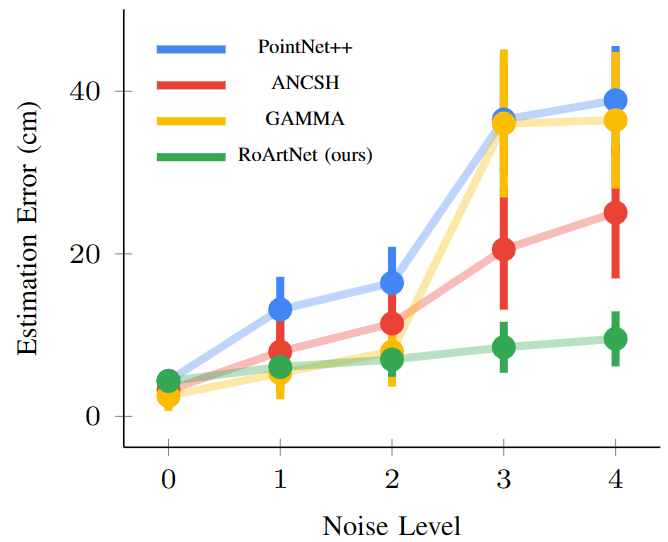 PointNet++
ANCSH
GAMMA
RoArtNet (ours)
Estimation Error (cm)
40
20
0
0 1 2 3 4
Noise Level